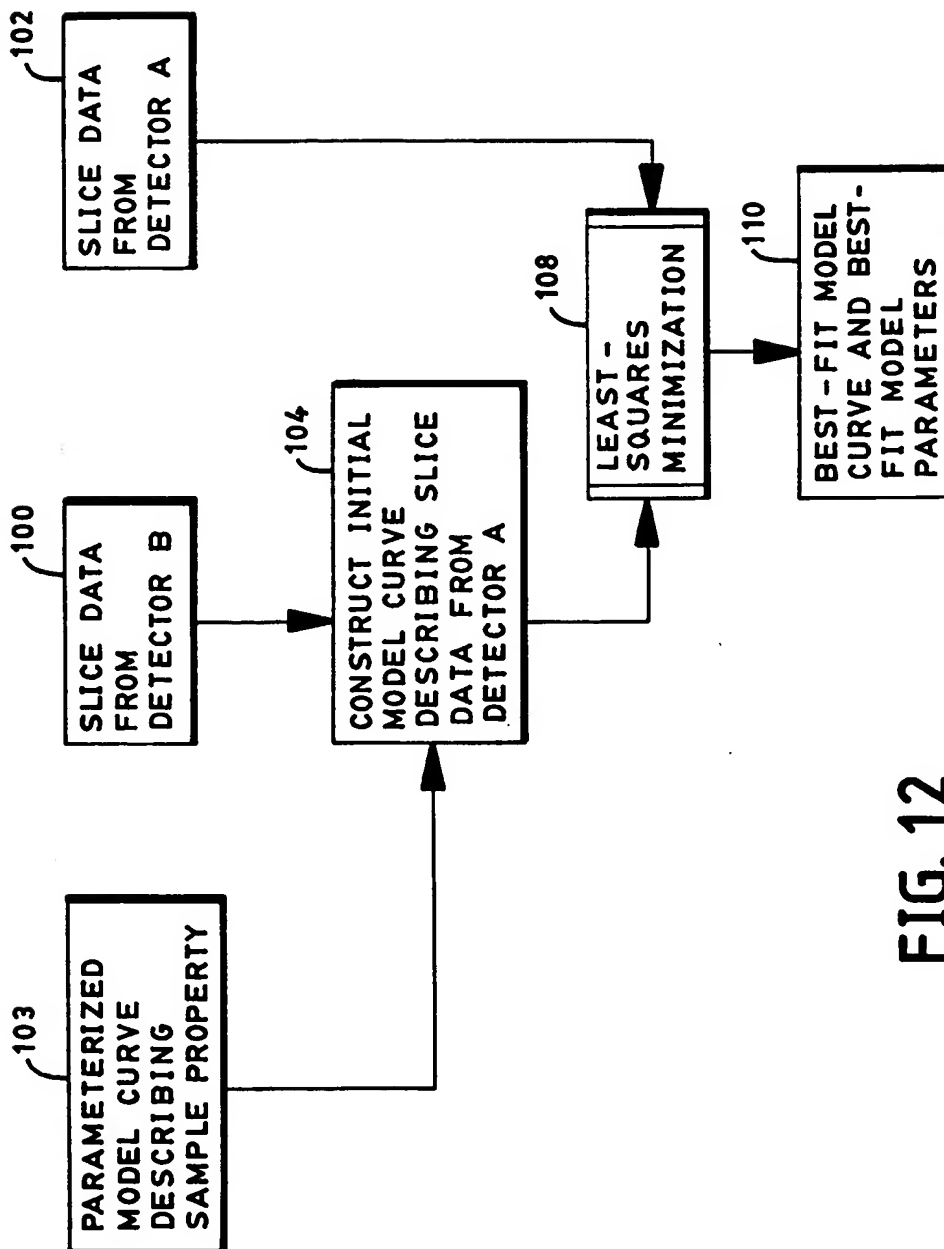 102
SLICE DATA
FROM
DETECTOR A
100
SLICE DATA
FROM
DETECTOR B
103
PARAMETERIZED
MODEL CURVE
DESCRIBING
SAMPLE PROPERTY
104
CONSTRUCT INITIAL
MODEL CURVE
DESCRIBING SLICE
DATA FROM
DETECTOR A
108
LEAST-
SQUARES
MINIMIZATION
110
BEST-FIT MODEL
CURVE AND BEST-
FIT MODEL
PARAMETERS
FIG. 12